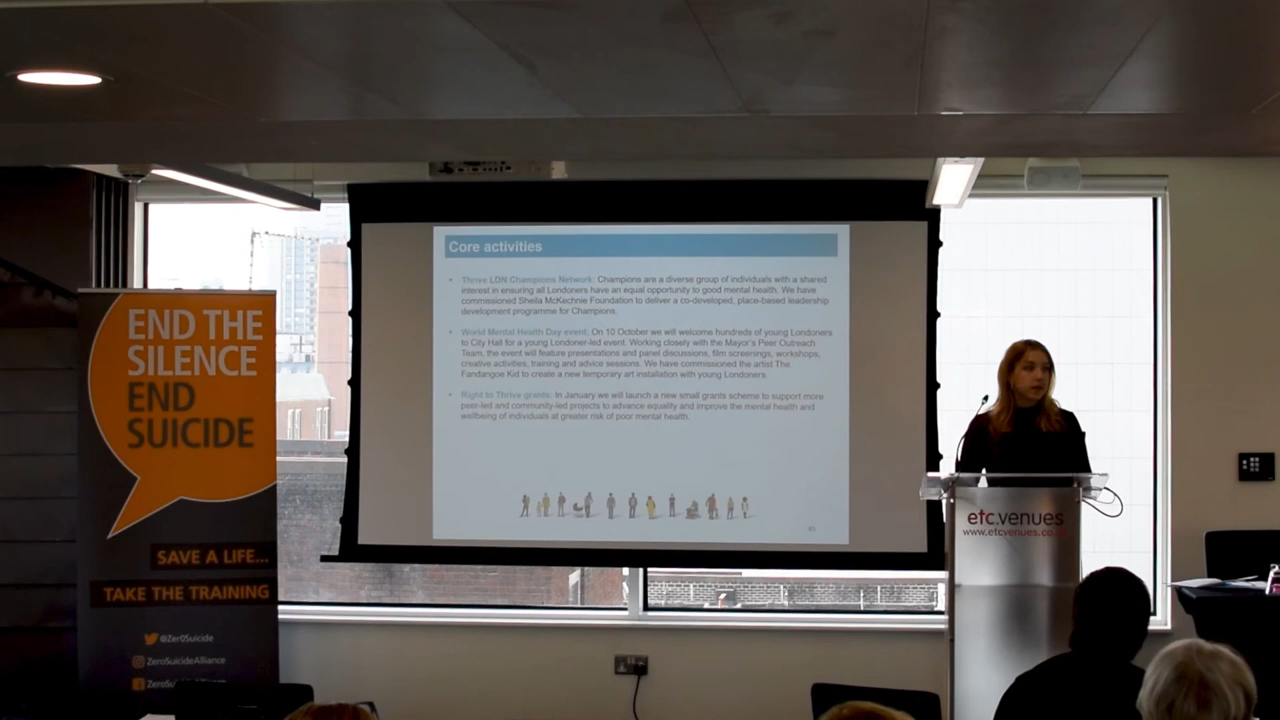 END THE
SILENCE
END
SUICIDE
SAVE A LIFE...
TAKE THE TRAINING
@Zer0Suicide
ZeroSuicideAlliance
Core activities
• Thrive LDN Champions Network: Champions are a diverse group of individuals with a shared
interest in ensuring all Londoners have an equal opportunity to good mental health. We have
commissioned Sheila McKechnie Foundation to deliver a co-developed, place-based leadership
development programme for Champions.
• World Mental Health Day event: On 10 October we will welcome hundreds of young Londoners
to City Hall for a young Londoner-led event. Working closely with the Mayor's Peer Outreach
Team, the event will feature presentations and panel discussions, film screenings, workshops,
creative activities, training and advice sessions. We have commissioned the artist The
Fandangoe Kid to create a new temporary art installation with young Londoners.
• Right to Thrive grants: In January we will launch a new small grants scheme to support more
peer-led and community-led projects to advance equality and improve the mental health and
wellbeing of individuals at greater risk of poor mental health.
etc.venues
www.etcvenues.co